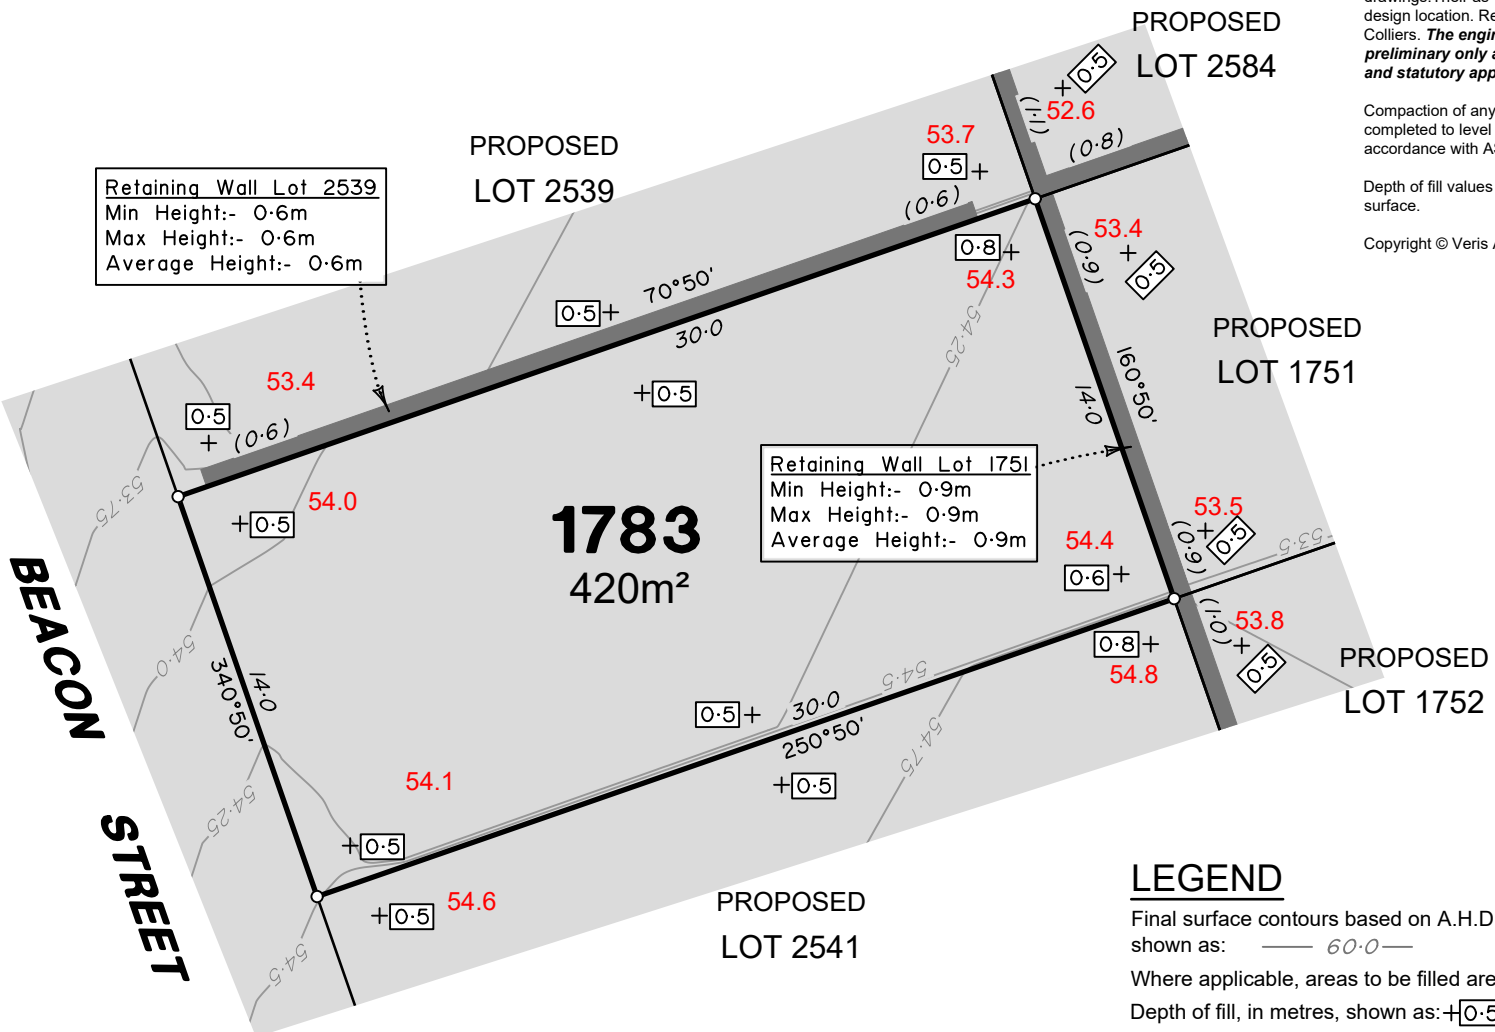 drawings.Their as
design location. Re
Colliers. The engin
preliminary only a
and statutory app
Compaction of any
completed to level
accordance with AS
Depth of fill values
surface.
Copyright © Veris A
PROPOSED
LOT 2584
0·5
52.6
(1·1)
(0·8)
53.7
0·5
(0·6)
PROPOSED
LOT 2539
Retaining Wall Lot 2539
Min Height:- 0·6m
Max Height:- 0·6m
Average Height:- 0·6m
53.4
0·5
(0·9)
0·8
54.3
70°50'
0·5
30·0
54·25
PROPOSED
LOT 1751
160°50'
14·0
53.4
0·5
(0·6)
0·5
53·75
54.0
0·5
1783
420m²
Retaining Wall Lot 1751
Min Height:- 0·9m
Max Height:- 0·9m
Average Height:- 0·9m
53.5
0·5
(0·9)
53·5
54.4
0·6
(1·0)
53.8
0·5
0·8
54.8
PROPOSED
LOT 1752
BEACON
STREET
54·0
340°50'
14·0
54·5
0·5
30·0
250°50'
54·75
54·25
54.1
0·5
0·5
54.6
0·5
54·5
PROPOSED
LOT 2541
LEGEND
Final surface contours based on A.H.D
shown as: 60·0
Where applicable, areas to be filled are
Depth of fill, in metres, shown as: 0·5